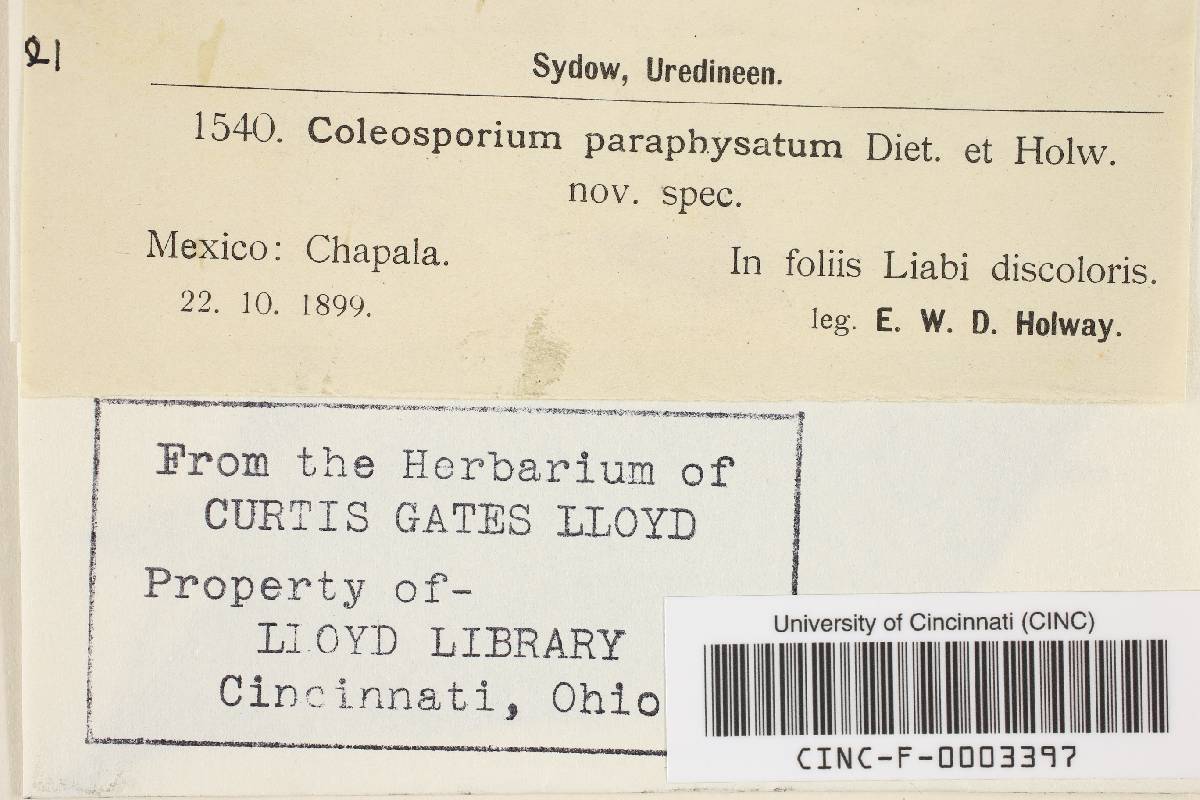 21
Sydow, Uredineen.
1540. Coleosporium paraphysatum Diet. et Holw.
nov. spec.
Mexico: Chapala. In foliis Liabi discoloris.
22. 10. 1899. leg. E. W. D. Holway.
From the Herbarium of
CURTIS GATES LLOYD
Property of-
LLOYD LIBRARY
Cincinnati, Ohio
University of Cincinnati (CINC)
CINC-F-0003397